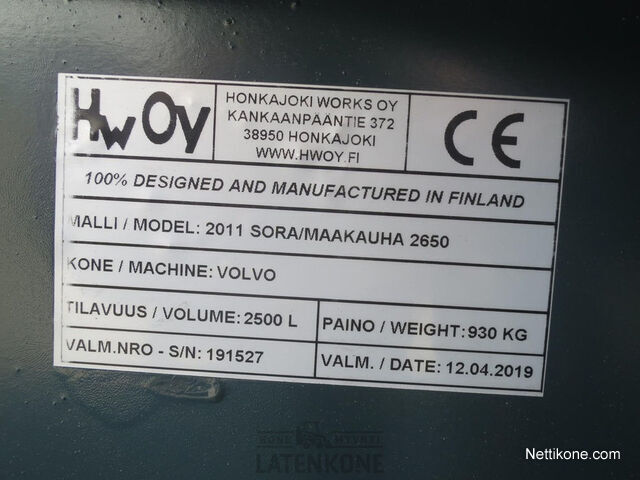 HwOy
HONKAJOKI WORKS OY
KANKAANPÄÄNTIE 372
38950 HONKAJOKI
WWW.HWOY.FI
CE
100% DESIGNED AND MANUFACTURED IN FINLAND
MALLI / MODEL: 2011 SORA/MAAKAUHA 2650
KONE / MACHINE: VOLVO
TILAVUUS / VOLUME: 2500 L
PAINO / WEIGHT: 930 KG
VALM.NRO - S/N: 191527
VALM. / DATE: 12.04.2019
KONE MYYNTI
LATENKONE
Nettikone.com